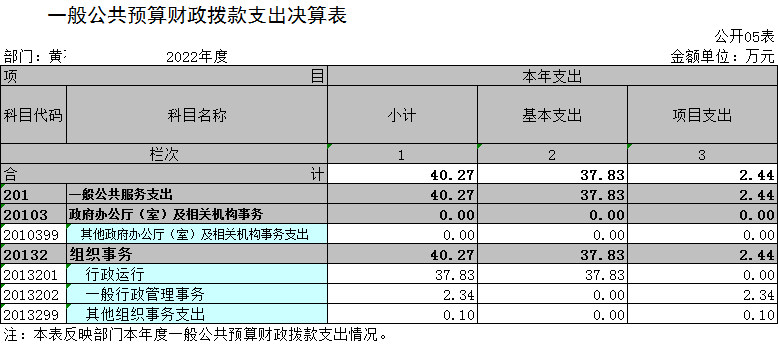 一般公共预算财政拨款支出决算表
公开05表
部门：黄 2022年度 金额单位：万元
项 目 本年支出
科目代码 科目名称 小计 基本支出 项目支出
栏次 1 2 3
合 计 40.27 37.83 2.44
201 一般公共服务支出 40.27 37.83 2.44
20103 政府办公厅（室）及相关机构事务 0.00 0.00 0.00
2010399 其他政府办公厅（室）及相关机构事务支出 0.00 0.00 0.00
20132 组织事务 40.27 37.83 2.44
2013201 行政运行 37.83 37.83 0.00
2013202 一般行政管理事务 2.34 0.00 2.34
2013299 其他组织事务支出 0.10 0.00 0.10
注：本表反映部门本年度一般公共预算财政拨款支出情况。